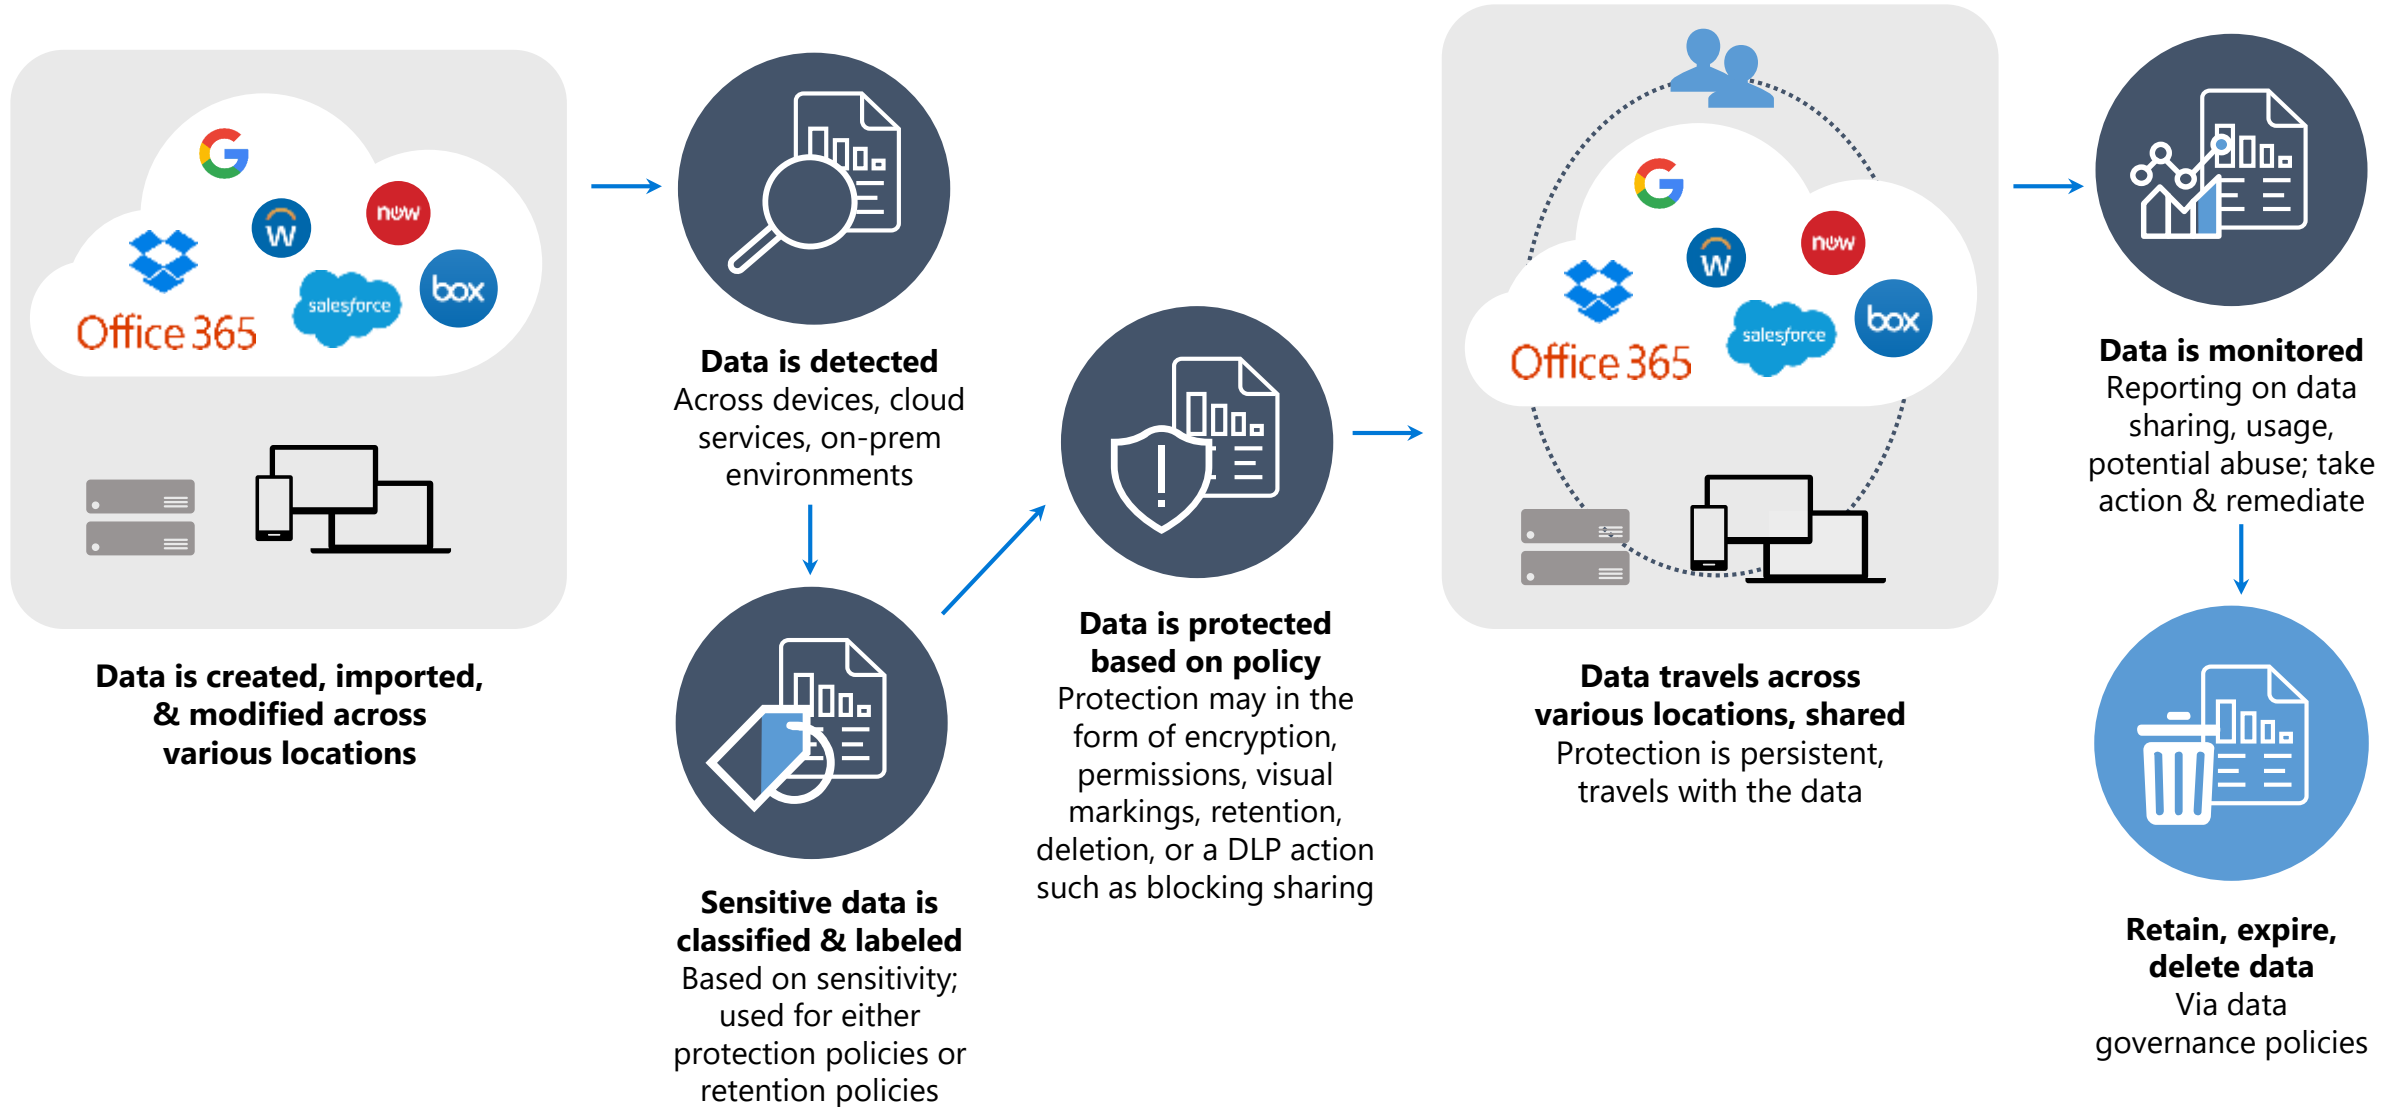 now
W
box
salesforce
Office 365
Data is created, imported,
& modified across
various locations
Data is detected
Across devices, cloud
services, on-prem
environments
Sensitive data is
classified & labeled
Based on sensitivity;
used for either
protection policies or
retention policies
Data is protected
based on policy
Protection may in the
form of encryption,
permissions, visual
markings, retention,
deletion, or a DLP action
such as blocking sharing
now
W
box
salesforce
Office 365
Data travels across
various locations, shared
Protection is persistent,
travels with the data
Data is monitored
Reporting on data
sharing, usage,
potential abuse; take
action & remediate
Retain, expire,
delete data
Via data
governance policies